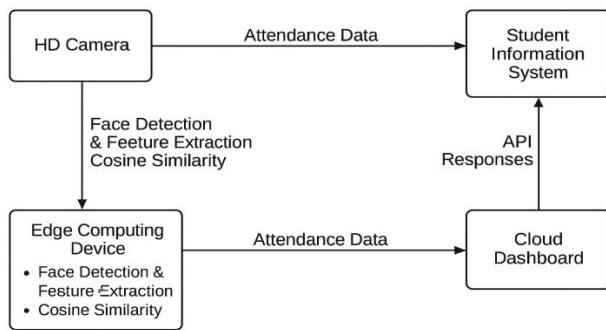 HD Camera
Attendance Data
Student
Information
System
Face Detection
& Feeture Extraction
Cosine Similarity
API
Responses
Edge Computing
Device
• Face Detection &
Feature Extraction
• Cosine Similarity
Attendance Data
Cloud
Dashboard